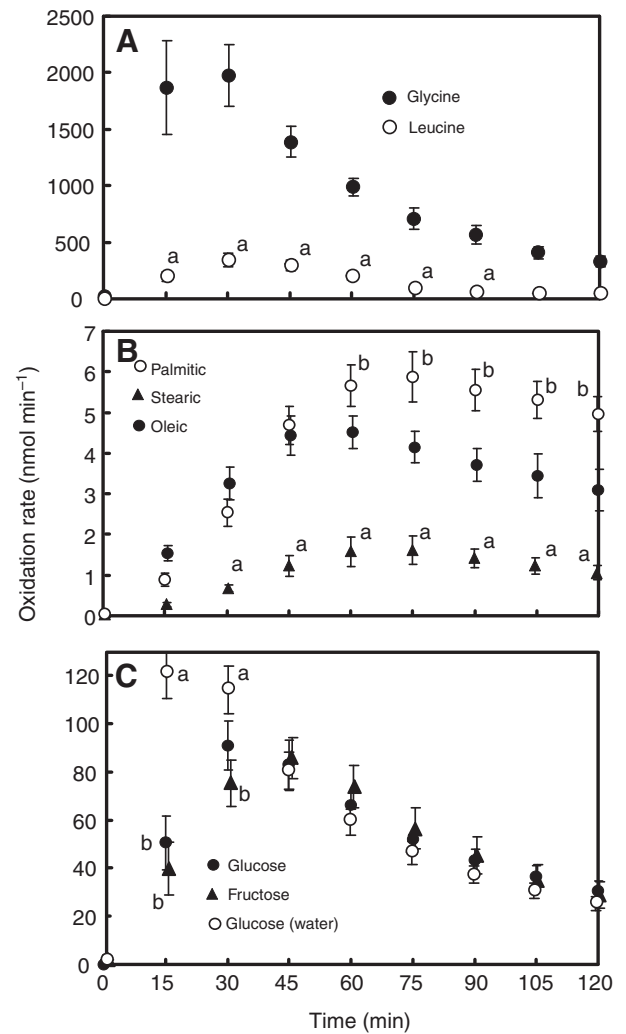 2500
A
2000
Glycine
1500
Leucine
1000
500
a
a
a
a
a
a
0
7
B
6
Palmitic
b
b
b
b
b
5
Stearic
Oleic
4
3
2
a
a
a
a
a
a
a
1
0
Oxidation rate (nmol min−1)
C
120
a
a
100
80
b
60
b
Glucose
40
Fructose
b
20
Glucose (water)
0
0 15 30 45 60 75 90 105 120
Time (min)